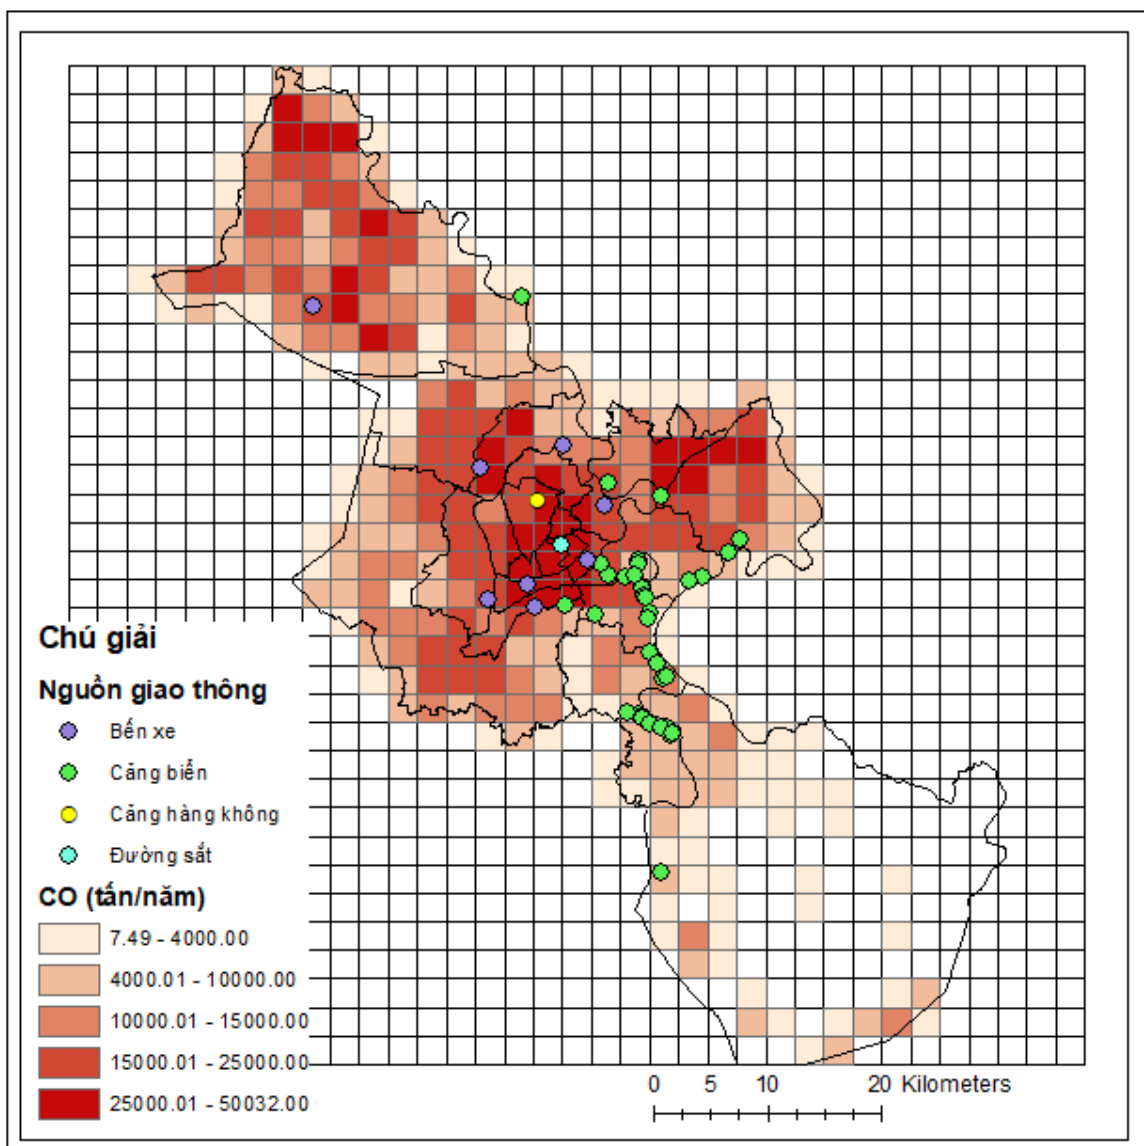 Chú giải
Nguồn giao thông
Bến xe
Cảng biển
Cảng hàng không
Đường sắt
CO (tấn/năm)
7.49 - 4000.00
4000.01 - 10000.00
10000.01 - 15000.00
15000.01 - 25000.00
25000.01 - 50032.00
0 5 10 20 Kilometers